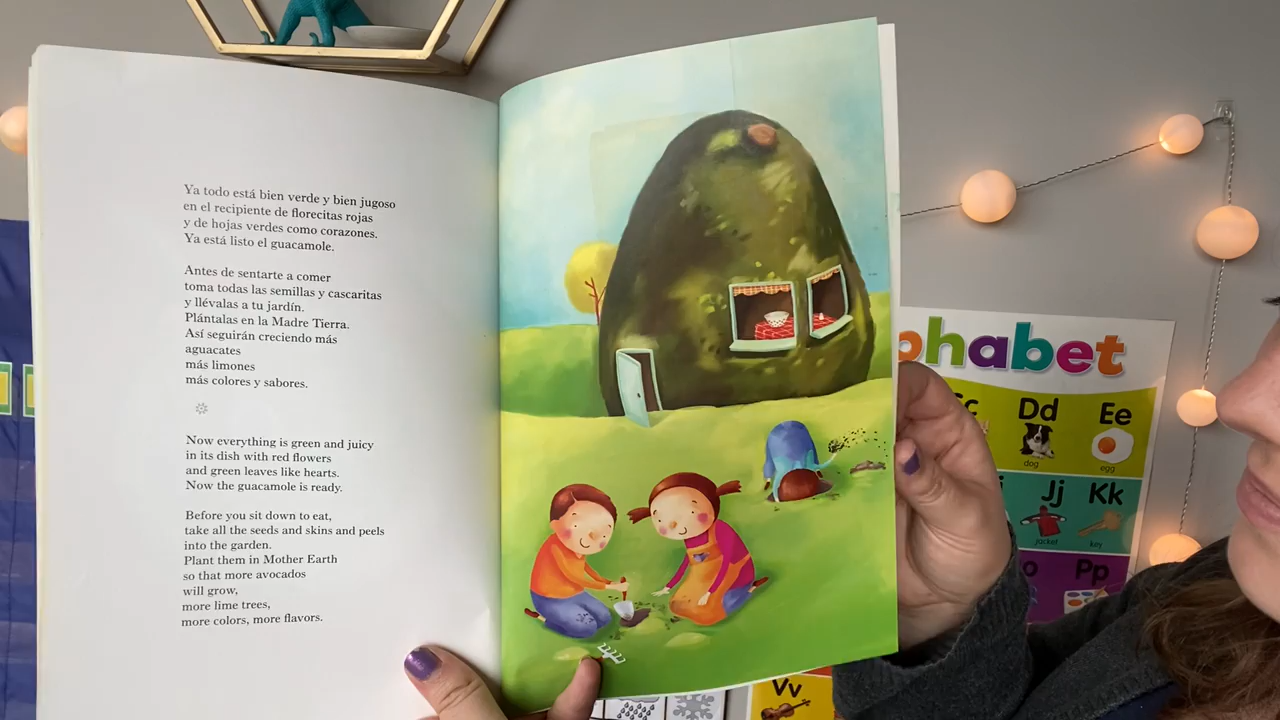 Ya todo está bien verde y bien jugoso
en el recipiente de florecitas rojas
y de hojas verdes como corazones.
Ya está listo el guacamole.
Antes de sentarte a comer
toma todas las semillas y cascaritas
y llévalas a tu jardín.
Plántalas en la Madre Tierra.
Así seguirán creciendo más
aguacates
más limones
más colores y sabores.
Now everything is green and juicy
in its dish with red flowers
and green leaves like hearts.
Now the guacamole is ready.
Before you sit down to eat,
take all the seeds and skins and peels
into the garden.
Plant them in Mother Earth
so that more avocados
will grow,
more lime trees,
more colors, more flavors.
phabet
Cc Dd Ee
dog egg
Jj Kk
jacket key
Pp
Vv